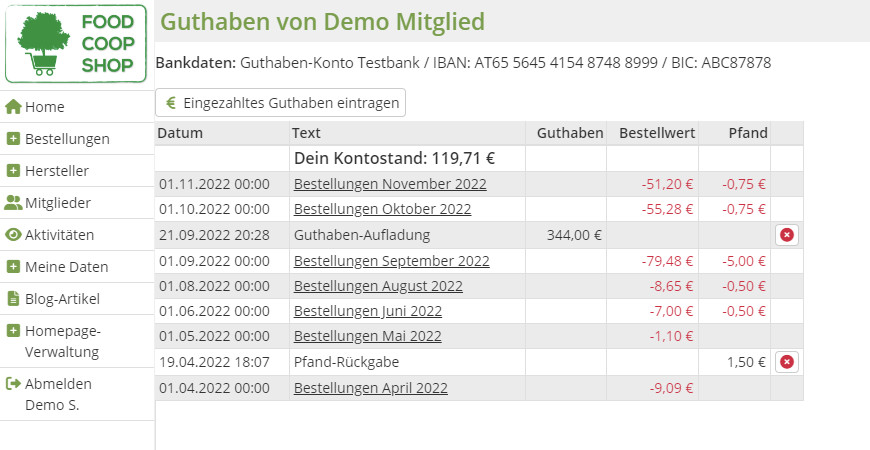 FOOD
COOP
SHOP
Home
Bestellungen
Hersteller
Mitglieder
Aktivitäten
Meine Daten
Blog-Artikel
Homepage-
Verwaltung
Abmelden
Demo S.
Guthaben von Demo Mitglied
Bankdaten: Guthaben-Konto Testbank / IBAN: AT65 5645 4154 8748 8999 / BIC: ABC87878
€ Eingezahltes Guthaben eintragen
Datum Text Guthaben Bestellwert Pfand
Dein Kontostand: 119,71 €
01.11.2022 00:00 Bestellungen November 2022 -51,20 € -0,75 €
01.10.2022 00:00 Bestellungen Oktober 2022 -55,28 € -0,75 €
21.09.2022 20:28 Guthaben-Aufladung 344,00 €
01.09.2022 00:00 Bestellungen September 2022 -79,48 € -5,00 €
01.08.2022 00:00 Bestellungen August 2022 -8,65 € -0,50 €
01.06.2022 00:00 Bestellungen Juni 2022 -7,00 € -0,50 €
01.05.2022 00:00 Bestellungen Mai 2022 -1,10 €
19.04.2022 18:07 Pfand-Rückgabe 1,50 €
01.04.2022 00:00 Bestellungen April 2022 -9,09 €